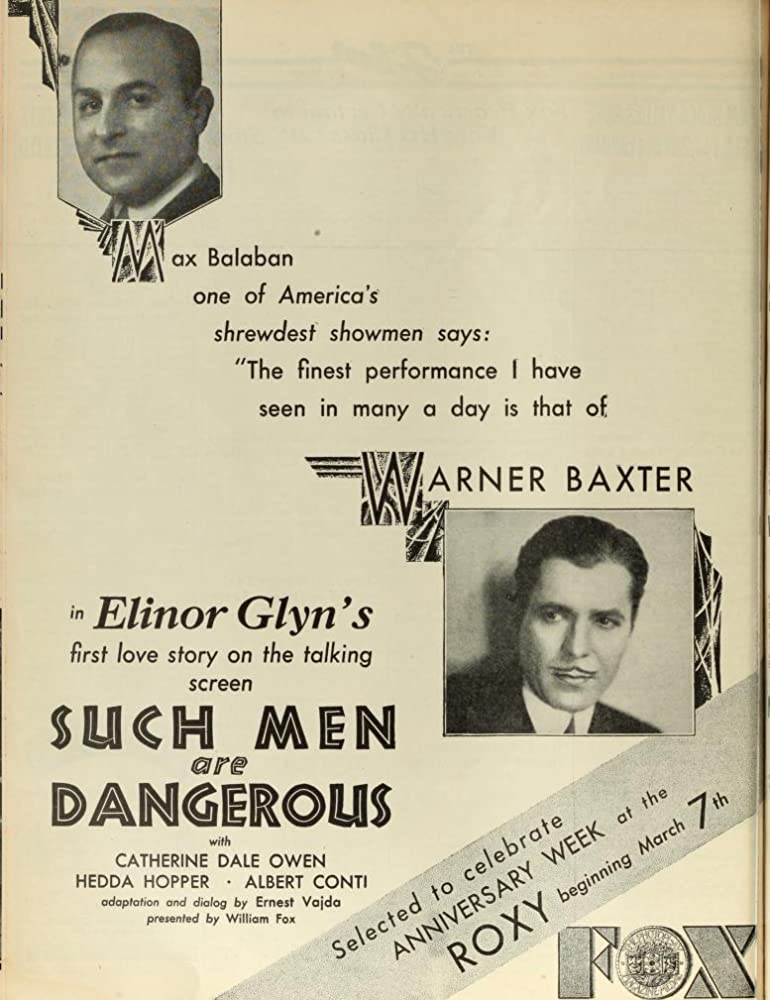 Max Balaban
one of America's
shrewdest showmen says:
"The finest performance I have
seen in many a day is that of
WARNER BAXTER
in Elinor Glyn's
first love story on the talking
screen
SUCH MEN
are
DANGEROUS
with
CATHERINE DALE OWEN
HEDDA HOPPER · ALBERT CONTI
adaptation and dialog by Ernest Vajda
presented by William Fox
Selected to celebrate
ANNIVERSARY WEEK at the
ROXY beginning March 7th
FOX